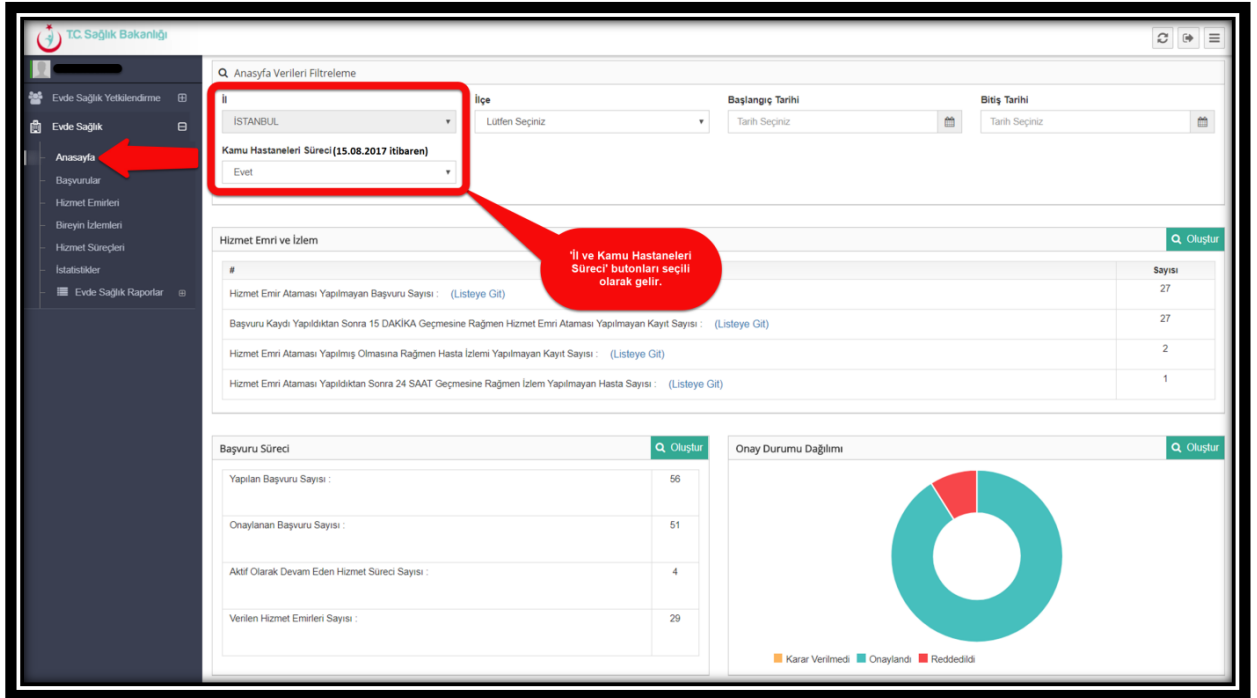 T.C. Sağlık Bakanlığı
Evde Sağlık Yetkilendirme
Evde Sağlık
Anasayfa
Başvurular
Hizmet Emirleri
Bireyin İzlemleri
Hizmet Süreçleri
İstatistikler
Evde Sağlık Raporlar
Anasyfa Verileri Filtreleme
İl
İlçe
Başlangıç Tarihi
Bitiş Tarihi
İSTANBUL
Lütfen Seçiniz
Tarih Seçiniz
Tarih Seçiniz
Kamu Hastaneleri Süreci(15.08.2017 itibaren)
Evet
'İl ve Kamu Hastaneleri
Süreci' butonları seçili
olarak gelir.
Hizmet Emri ve İzlem
Oluştur
# Sayısı
Hizmet Emir Ataması Yapılmayan Başvuru Sayısı : (Listeye Git) 27
Başvuru Kaydı Yapıldıktan Sonra 15 DAKİKA Geçmesine Rağmen Hizmet Emri Ataması Yapılmayan Kayıt Sayısı : (Listeye Git) 27
Hizmet Emri Ataması Yapılmış Olmasına Rağmen Hasta İzlemi Yapılmayan Kayıt Sayısı : (Listeye Git) 2
Hizmet Emri Ataması Yapıldıktan Sonra 24 SAAT Geçmesine Rağmen İzlem Yapılmayan Hasta Sayısı : (Listeye Git) 1
Başvuru Süreci
Oluştur
Yapılan Başvuru Sayısı : 56
Onaylanan Başvuru Sayısı : 51
Aktif Olarak Devam Eden Hizmet Süreci Sayısı : 4
Verilen Hizmet Emirleri Sayısı : 29
Onay Durumu Dağılımı
Oluştur
Karar Verilmedi Onaylandı Reddedildi